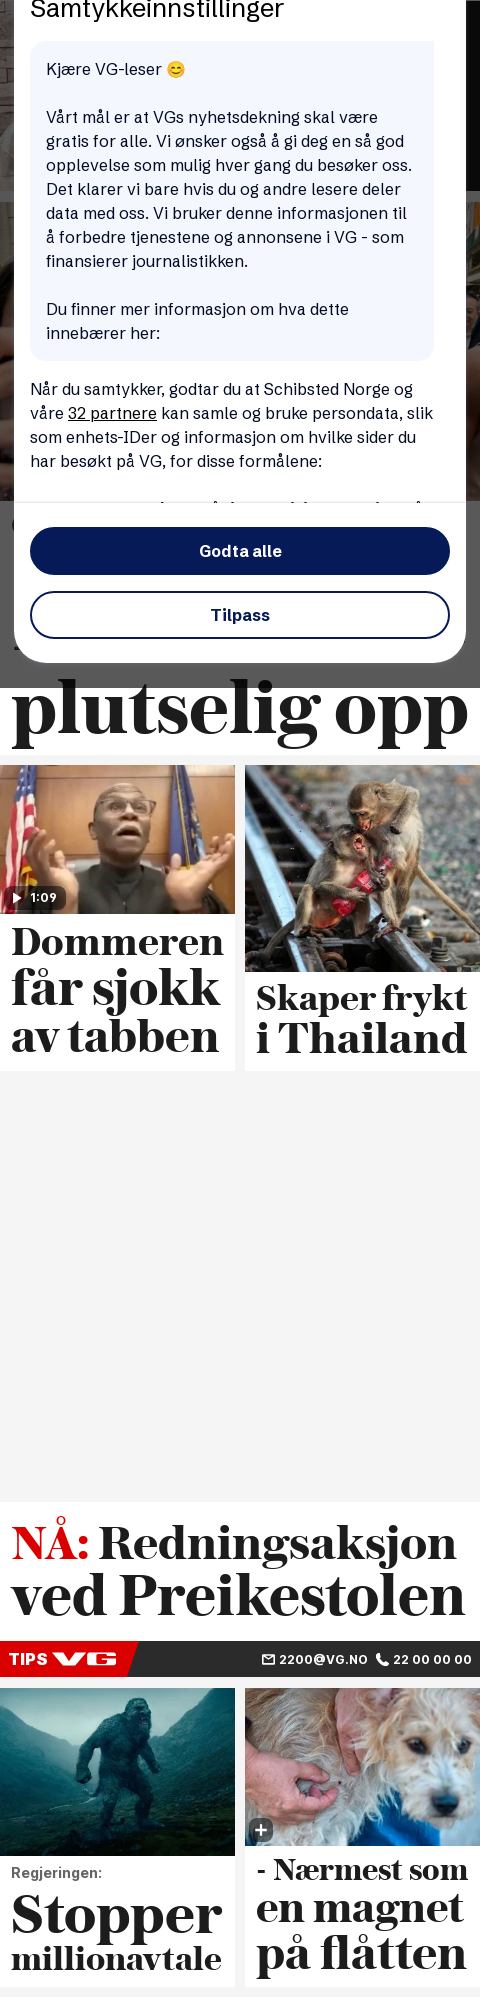 Samtykkeinnstillinger
Kjære VG-leser 😊
Vårt mål er at VGs nyhetsdekning skal være
gratis for alle. Vi ønsker også å gi deg en så god
opplevelse som mulig hver gang du besøker oss.
Det klarer vi bare hvis du og andre lesere deler
data med oss. Vi bruker denne informasjonen til
å forbedre tjenestene og annonsene i VG - som
finansierer journalistikken.
Du finner mer informasjon om hva dette
innebærer her:
Når du samtykker, godtar du at Schibsted Norge og
våre 32 partnere kan samle og bruke persondata, slik
som enhets-IDer og informasjon om hvilke sider du
har besøkt på VG, for disse formålene:
Godta alle
Tilpass
plutselig opp
1:09
Dommeren
får sjokk
av tabben
Skaper frykt
i Thailand
NÅ: Redningsaksjon
ved Preikestolen
TIPS VG 2200@VG.NO 22 00 00 00
Regjeringen:
Stopper
millionavtale
- Nærmest som
en magnet
på flåtten